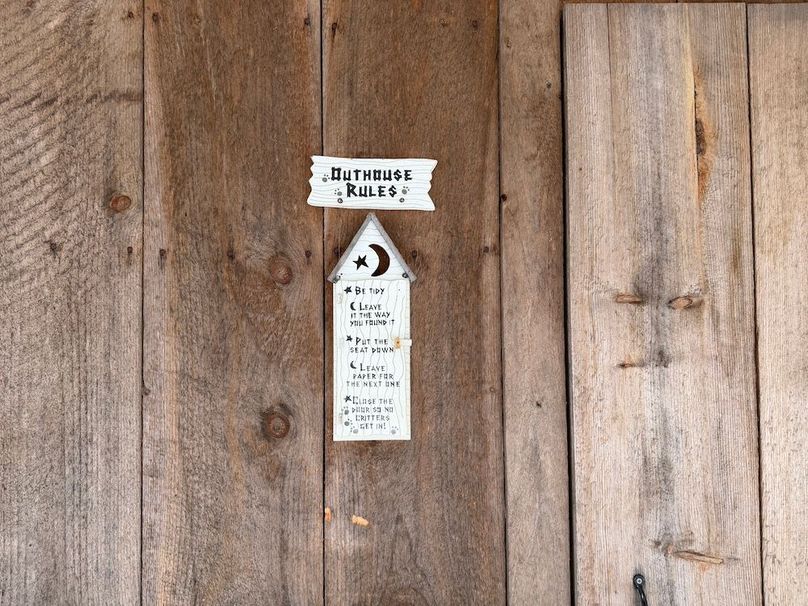 OUTHOUSE
RULES
BE TIDY
LEAVE
IT THE WAY
YOU FOUND IT
PUT THE
SEAT DOWN
LEAVE
PAPER FOR
THE NEXT ONE
CLOSE THE
DOOR SO NO
CRITTERS
GET IN!